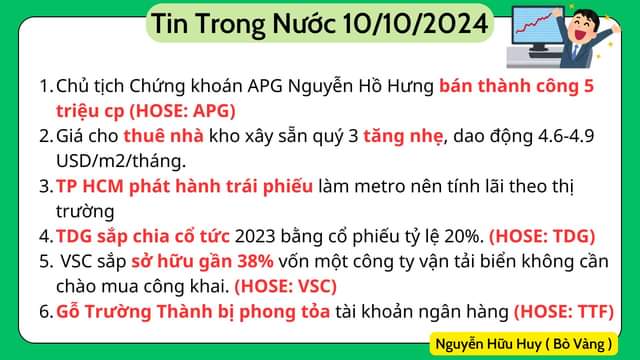 Tin Trong Nước 10/10/2024
1. Chủ tịch Chứng khoán APG Nguyễn Hồ Hưng bán thành công 5
triệu cp (HOSE: APG)
2. Giá cho thuê nhà kho xây sẵn quý 3 tăng nhẹ, dao động 4.6-4.9
USD/m2/tháng.
3. TP HCM phát hành trái phiếu làm metro nên tính lãi theo thị
trường
4. TDG sắp chia cổ tức 2023 bằng cổ phiếu tỷ lệ 20%. (HOSE: TDG)
5. VSC sắp sở hữu gần 38% vốn một công ty vận tải biển không cần
chào mua công khai. (HOSE: VSC)
6. Gỗ Trường Thành bị phong tỏa tài khoản ngân hàng (HOSE: TTF)
Nguyễn Hữu Huy ( Bò Vàng )